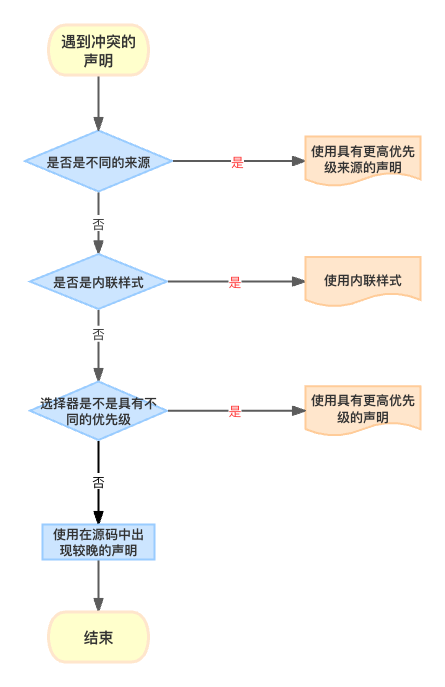 遇到冲突的
声明
是否是不同的来源
是
使用具有更高优先
级来源的声明
否
是否是内联样式
是
使用内联样式
否
选择器是不是具有不
同的优先级
是
使用具有更高优先
级的声明
否
使用在源码中出
现较晚的声明
结束